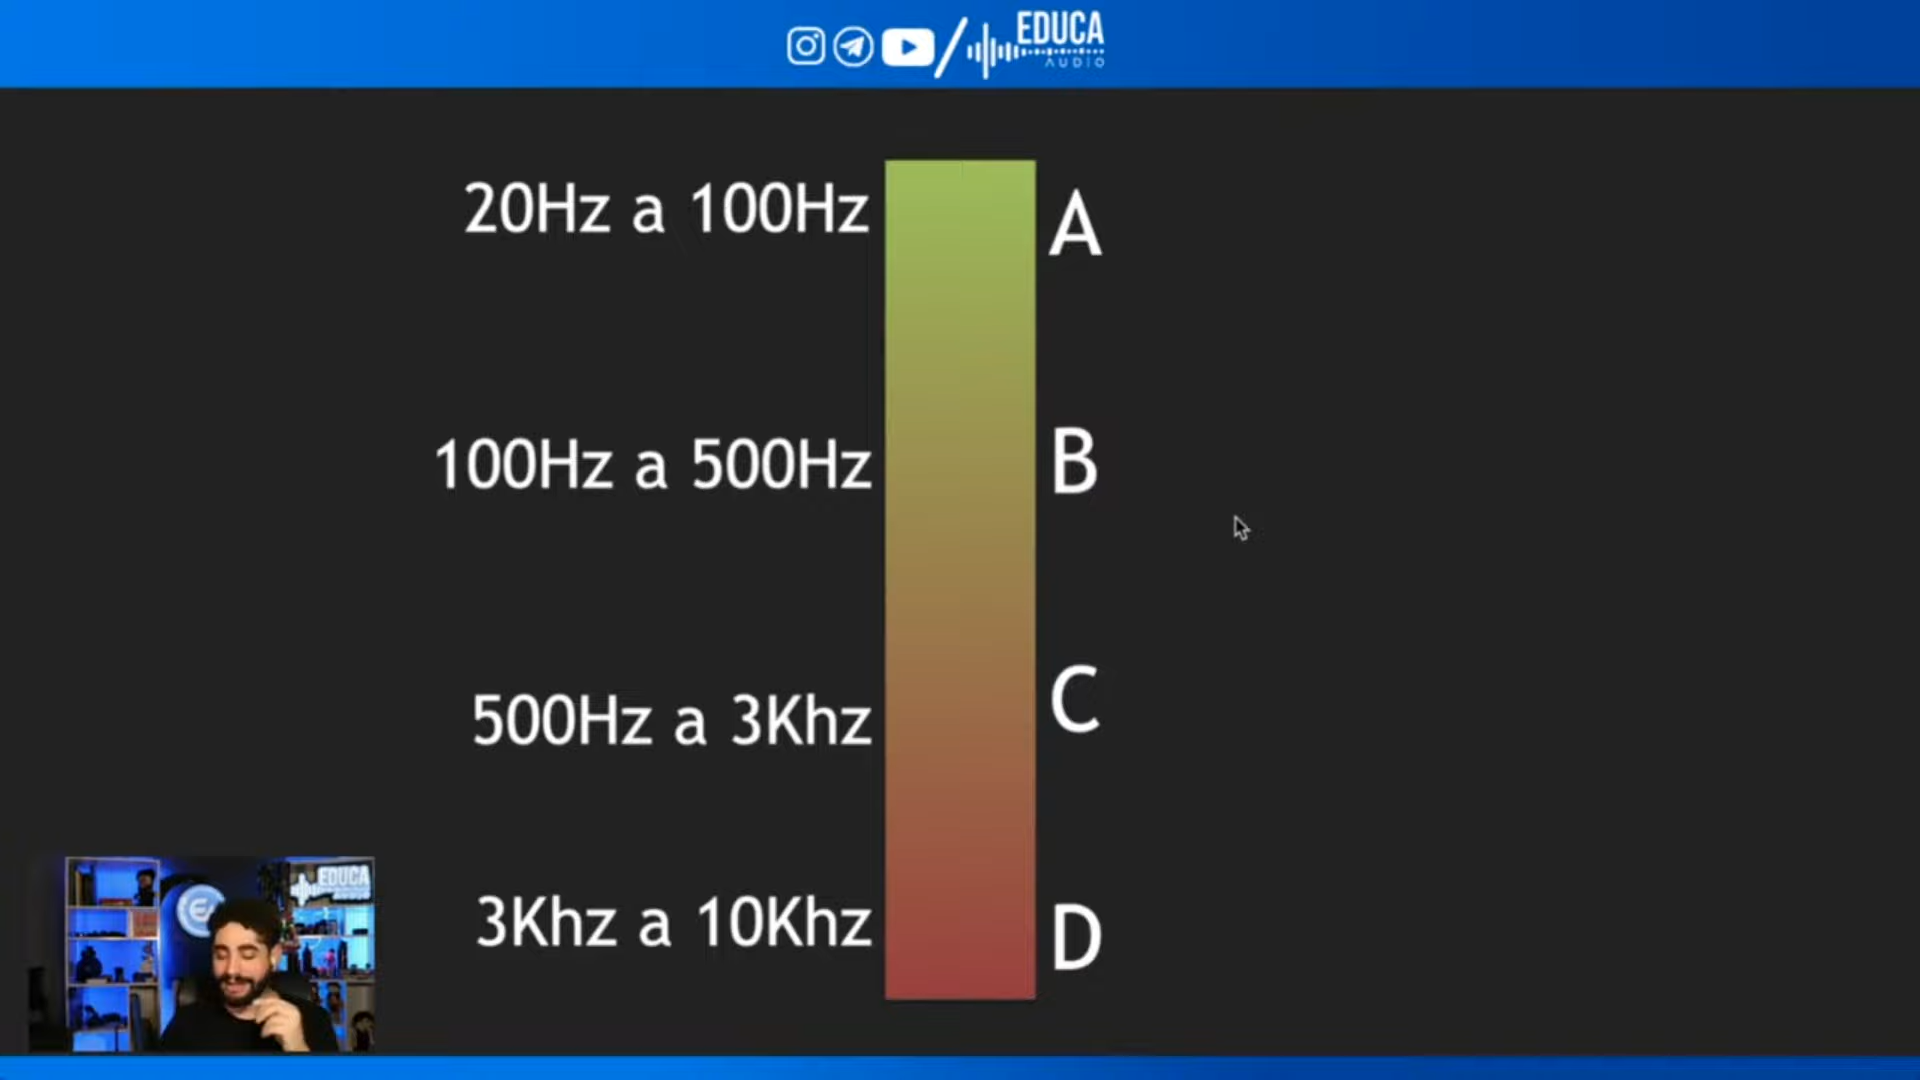 EDUCA
AUDIO
20Hz a 100Hz
A
100Hz a 500Hz
B
500Hz a 3Khz
C
3Khz a 10Khz
D
EDUCA